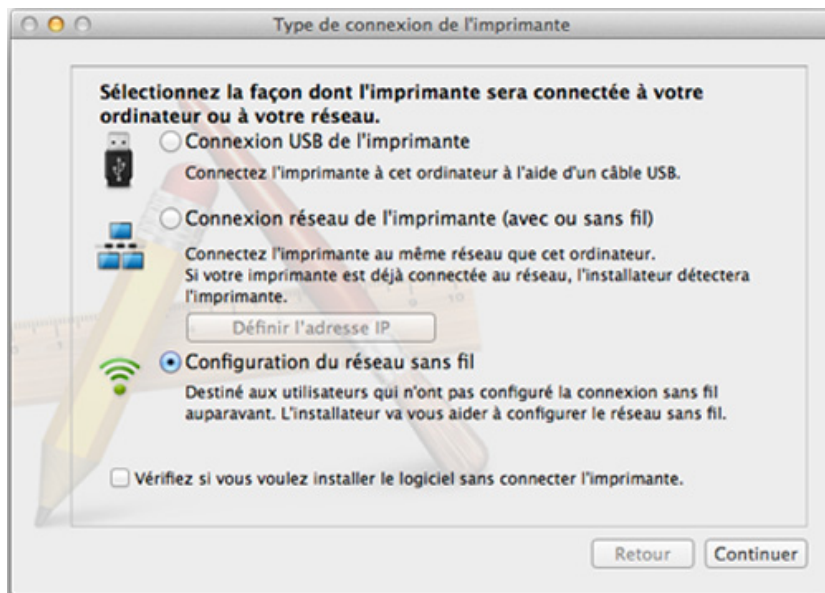 Type de connexion de l'imprimante
Sélectionnez la façon dont l'imprimante sera connectée à votre
ordinateur ou à votre réseau.
Connexion USB de l'imprimante
Connectez l'imprimante à cet ordinateur à l'aide d'un câble USB.
Connexion réseau de l'imprimante (avec ou sans fil)
Connectez l'imprimante au même réseau que cet ordinateur.
Si votre imprimante est déjà connectée au réseau, l'installateur détectera
l'imprimante.
Définir l'adresse IP
Configuration du réseau sans fil
Destiné aux utilisateurs qui n'ont pas configuré la connexion sans fil
auparavant. L'installateur va vous aider à configurer le réseau sans fil.
Vérifiez si vous voulez installer le logiciel sans connecter l'imprimante.
Retour
Continuer